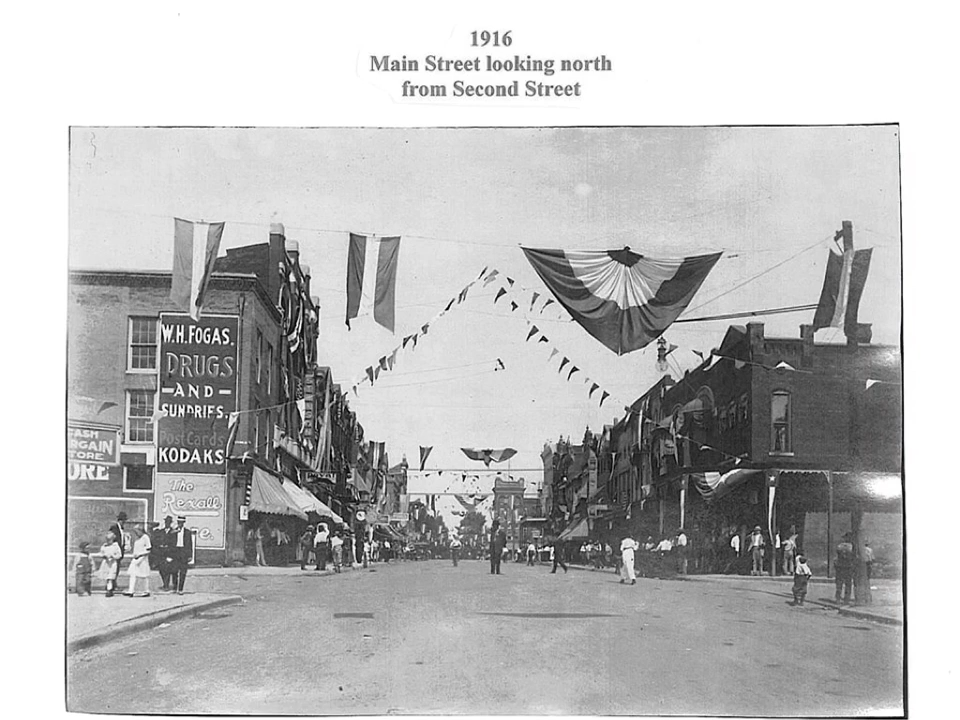 1916
Main Street looking north
from Second Street
W.H.FOGAS.
DRUGS
AND
SUNDRIES.
Post Cards
KODAKS
The
Rexall
CASH
BARGAIN
STORE